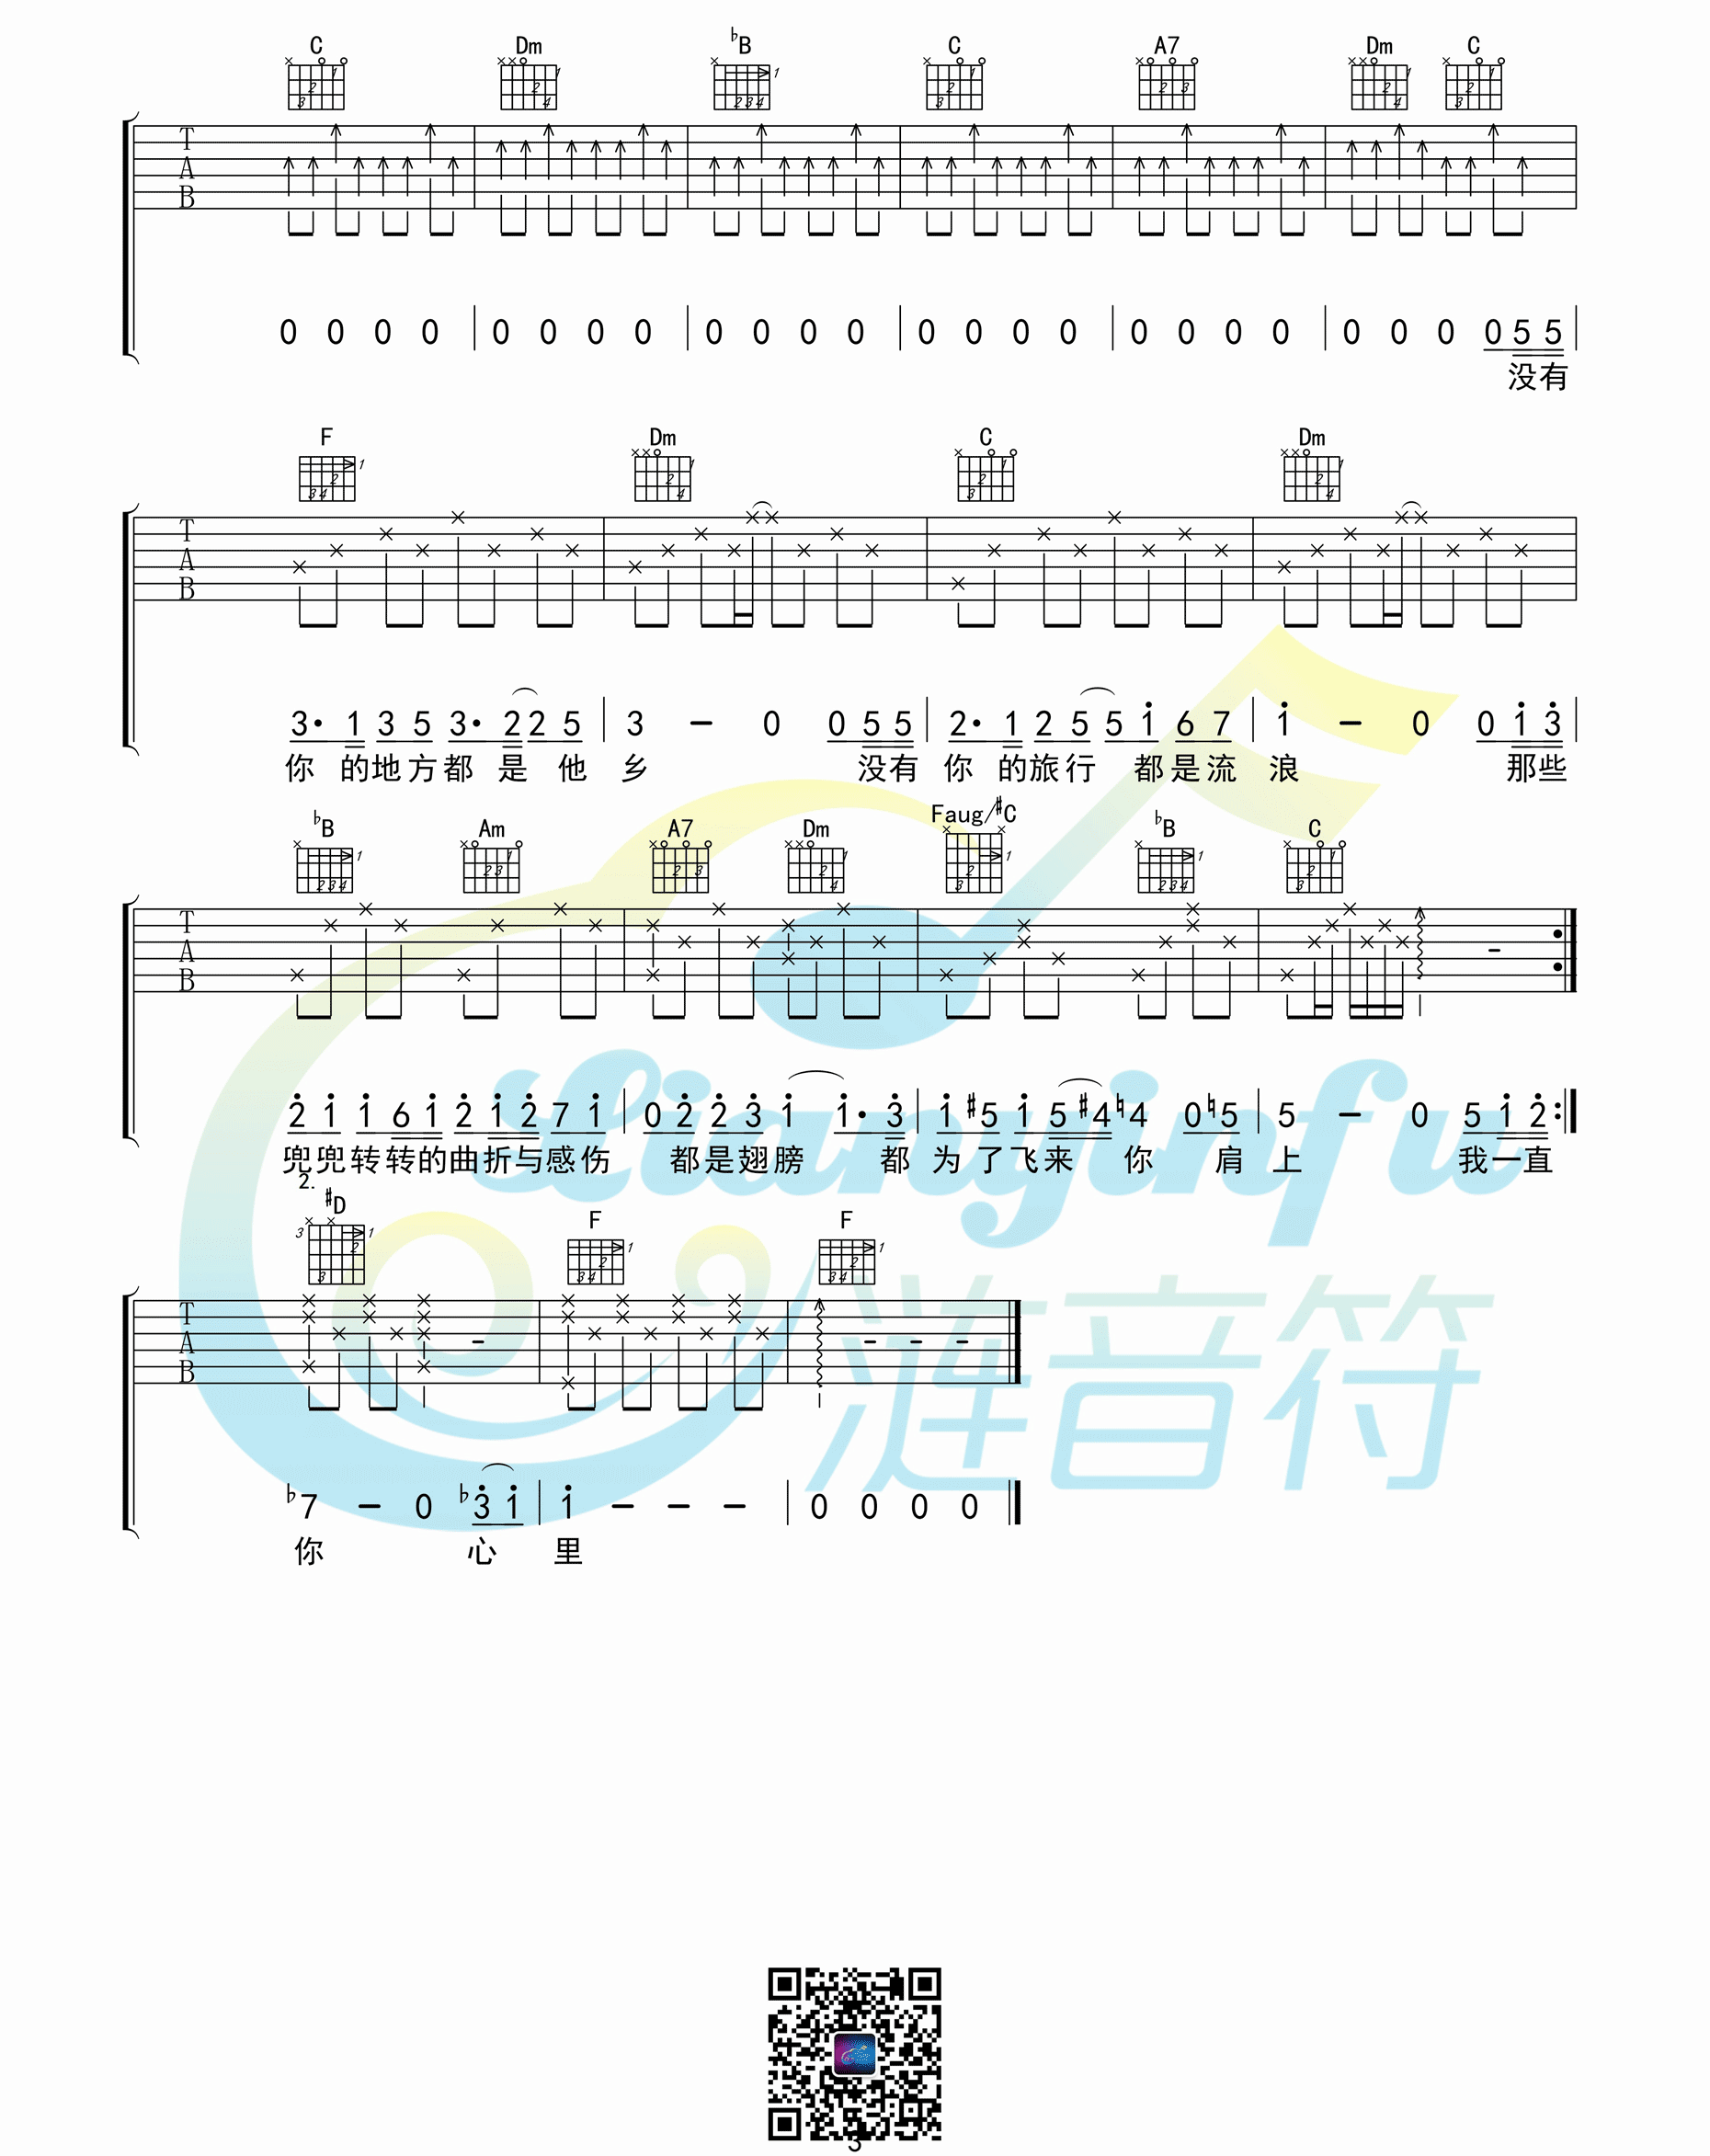 C Dm ♭B C A7 Dm C
T
A
B
0 0 0 0 | 0 0 0 0 | 0 0 0 0 | 0 0 0 0 | 0 0 0 0 | 0 0 0 0 5 5 |
没有
F Dm C Dm
T
A
B
3· 1 3 5 3· 2 2 5 | 3 - 0 0 5 5 | 2· 1 2 5 5 1 6 7 | 1 - 0 0 1 3 |
你 的地方都 是 他 乡 没有 你 的旅行 都是流 浪 那些
♭B Am A7 Dm Faug/♯C ♭B C
T
A
B
2 1 1 6 1 2 1 2 7 1 | 0 2 2 3 1 1· 3 | 1 ♯5 1 5 ♯4 ♮4 0 ♮5 | 5 - 0 5 1 2 :|
兜兜转转的曲折与感伤 都是翅膀 都 为了飞来 你 肩 上 我一直
2.
♯D F F
T
A
B
♭7 - 0 ♭3 1 | 1 - - - | 0 0 0 0 |
你 心 里
Lianyinfu
涟音符
3